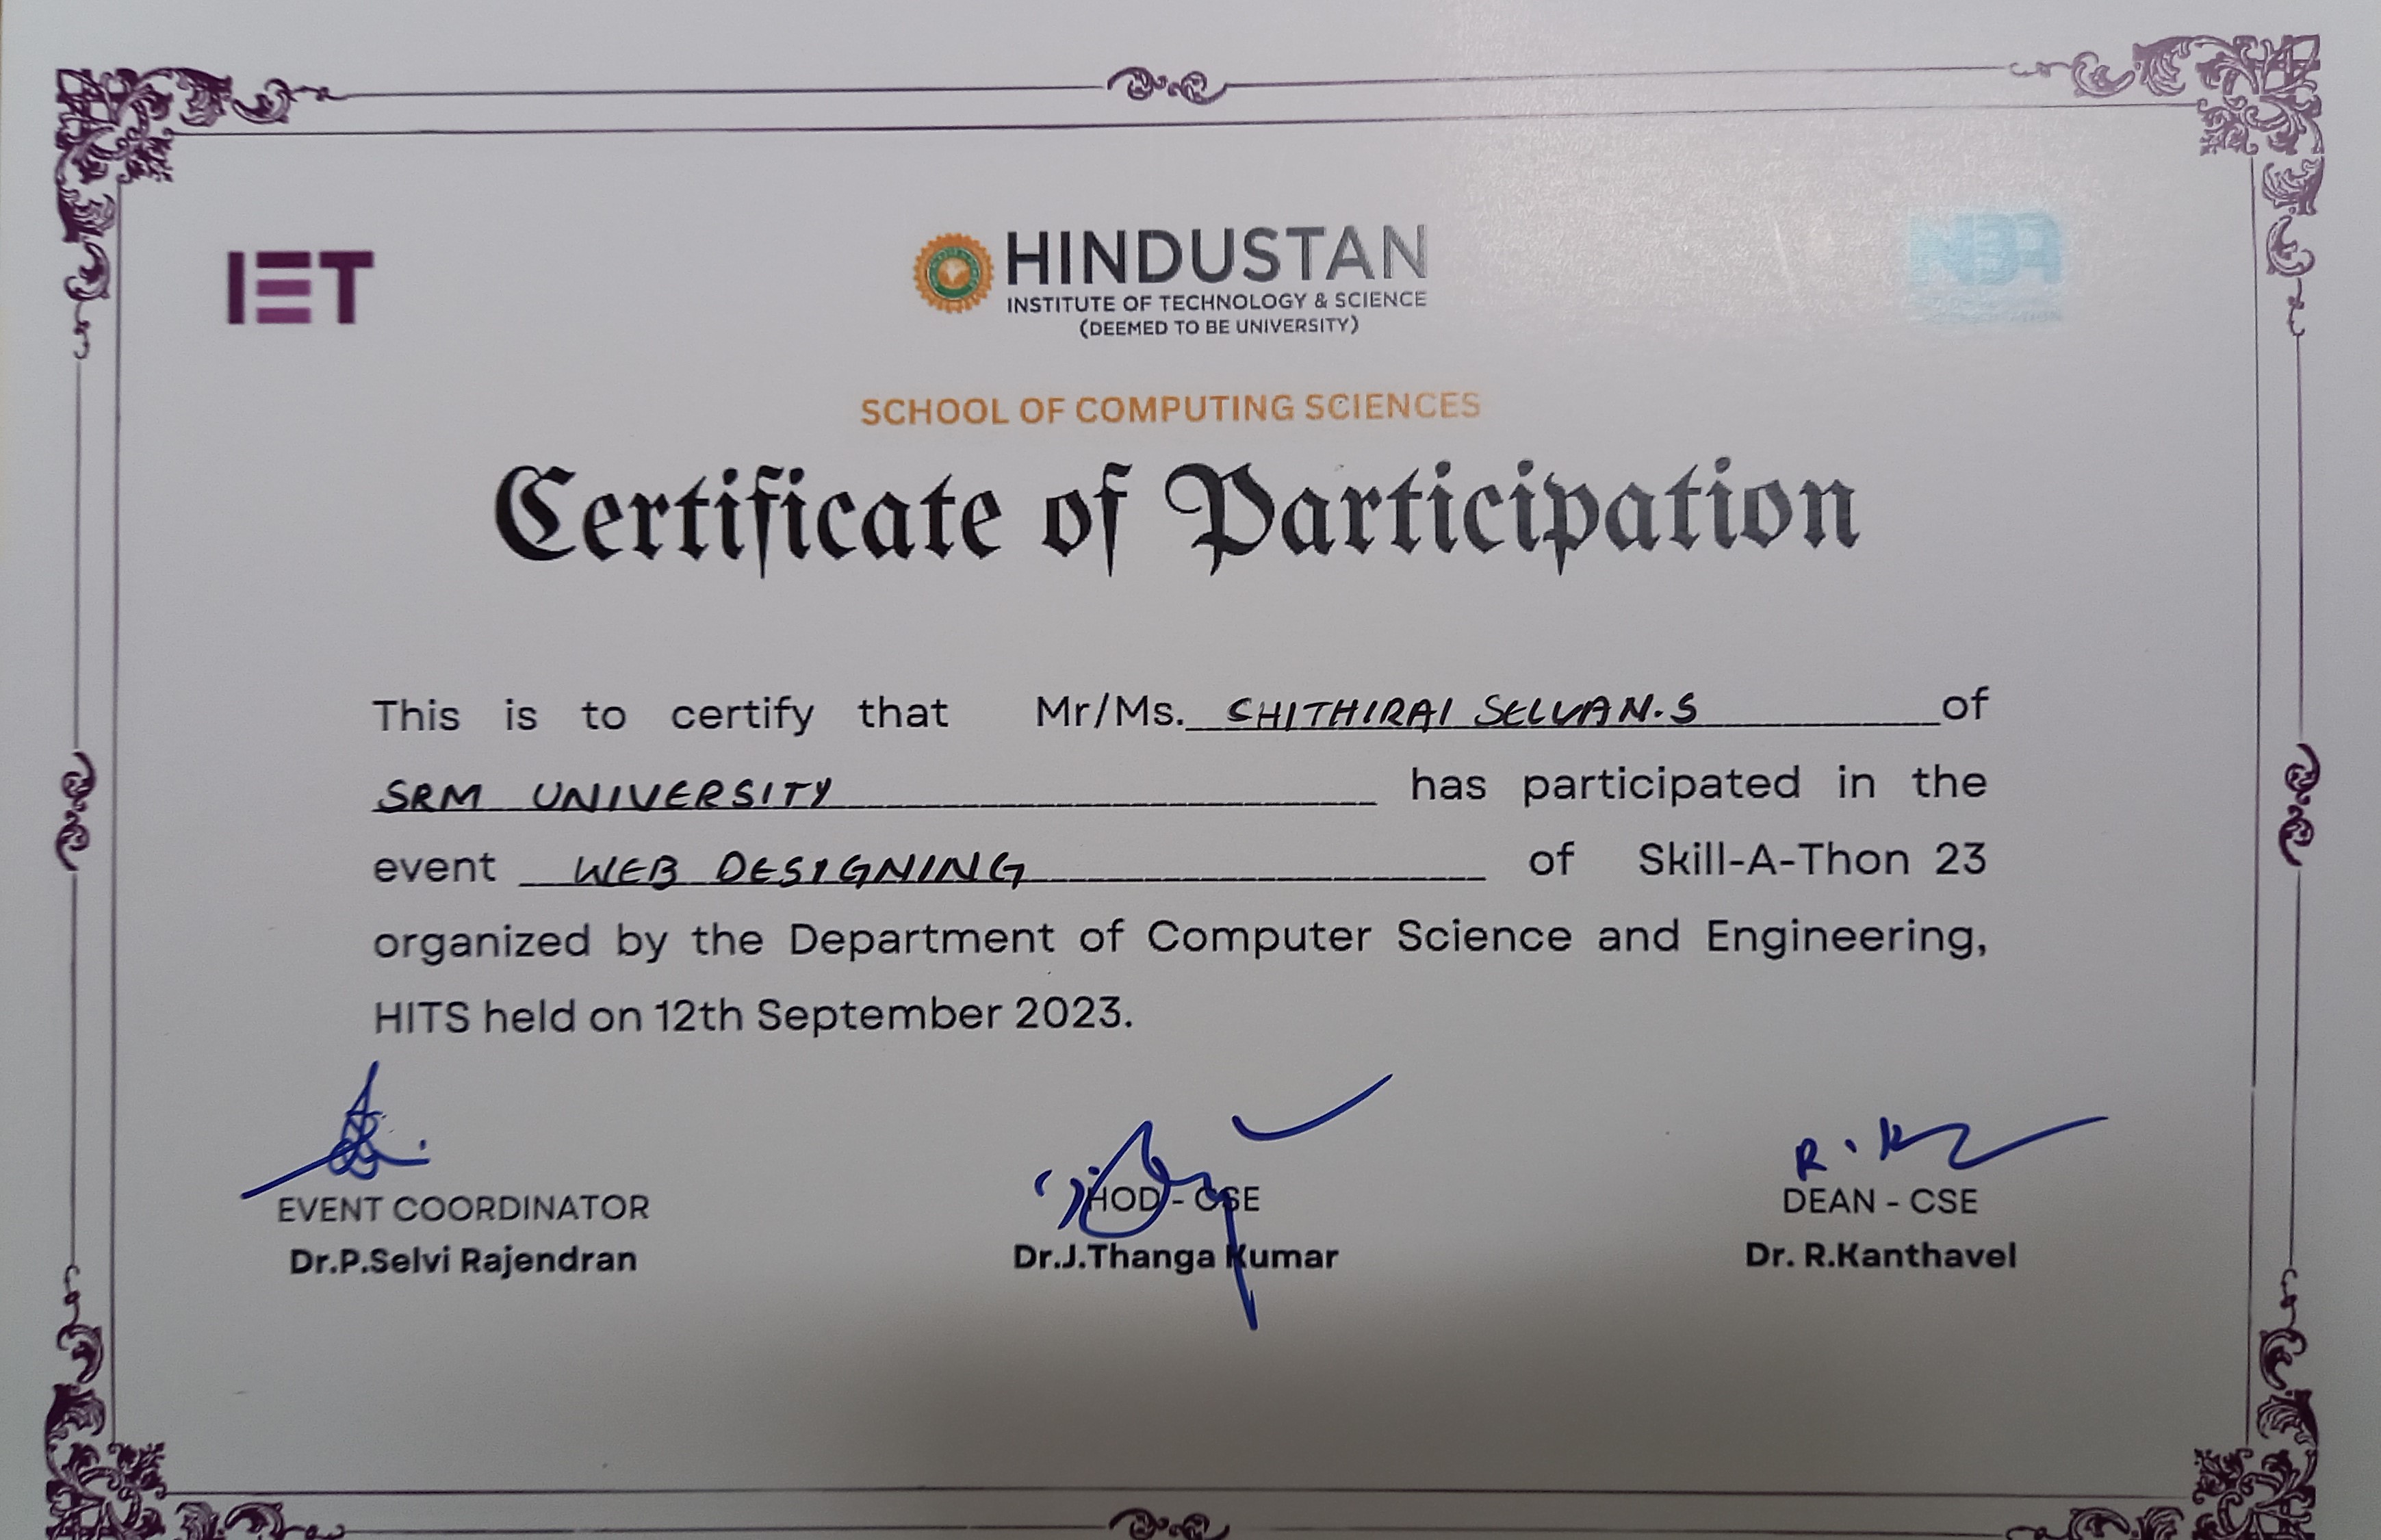 IET
HINDUSTAN
INSTITUTE OF TECHNOLOGY & SCIENCE
(DEEMED TO BE UNIVERSITY)
NBA
SCHOOL OF COMPUTING SCIENCES
Certificate of Participation
This is to certify that Mr/Ms. CHITHIRAI SELVAN.S of
SRM UNIVERSITY has participated in the
event WEB DESIGNING of Skill-A-Thon 23
organized by the Department of Computer Science and Engineering,
HITS held on 12th September 2023.
EVENT COORDINATOR
Dr.P.Selvi Rajendran
HOD - CSE
Dr.J.Thanga Kumar
DEAN - CSE
Dr. R.Kanthavel